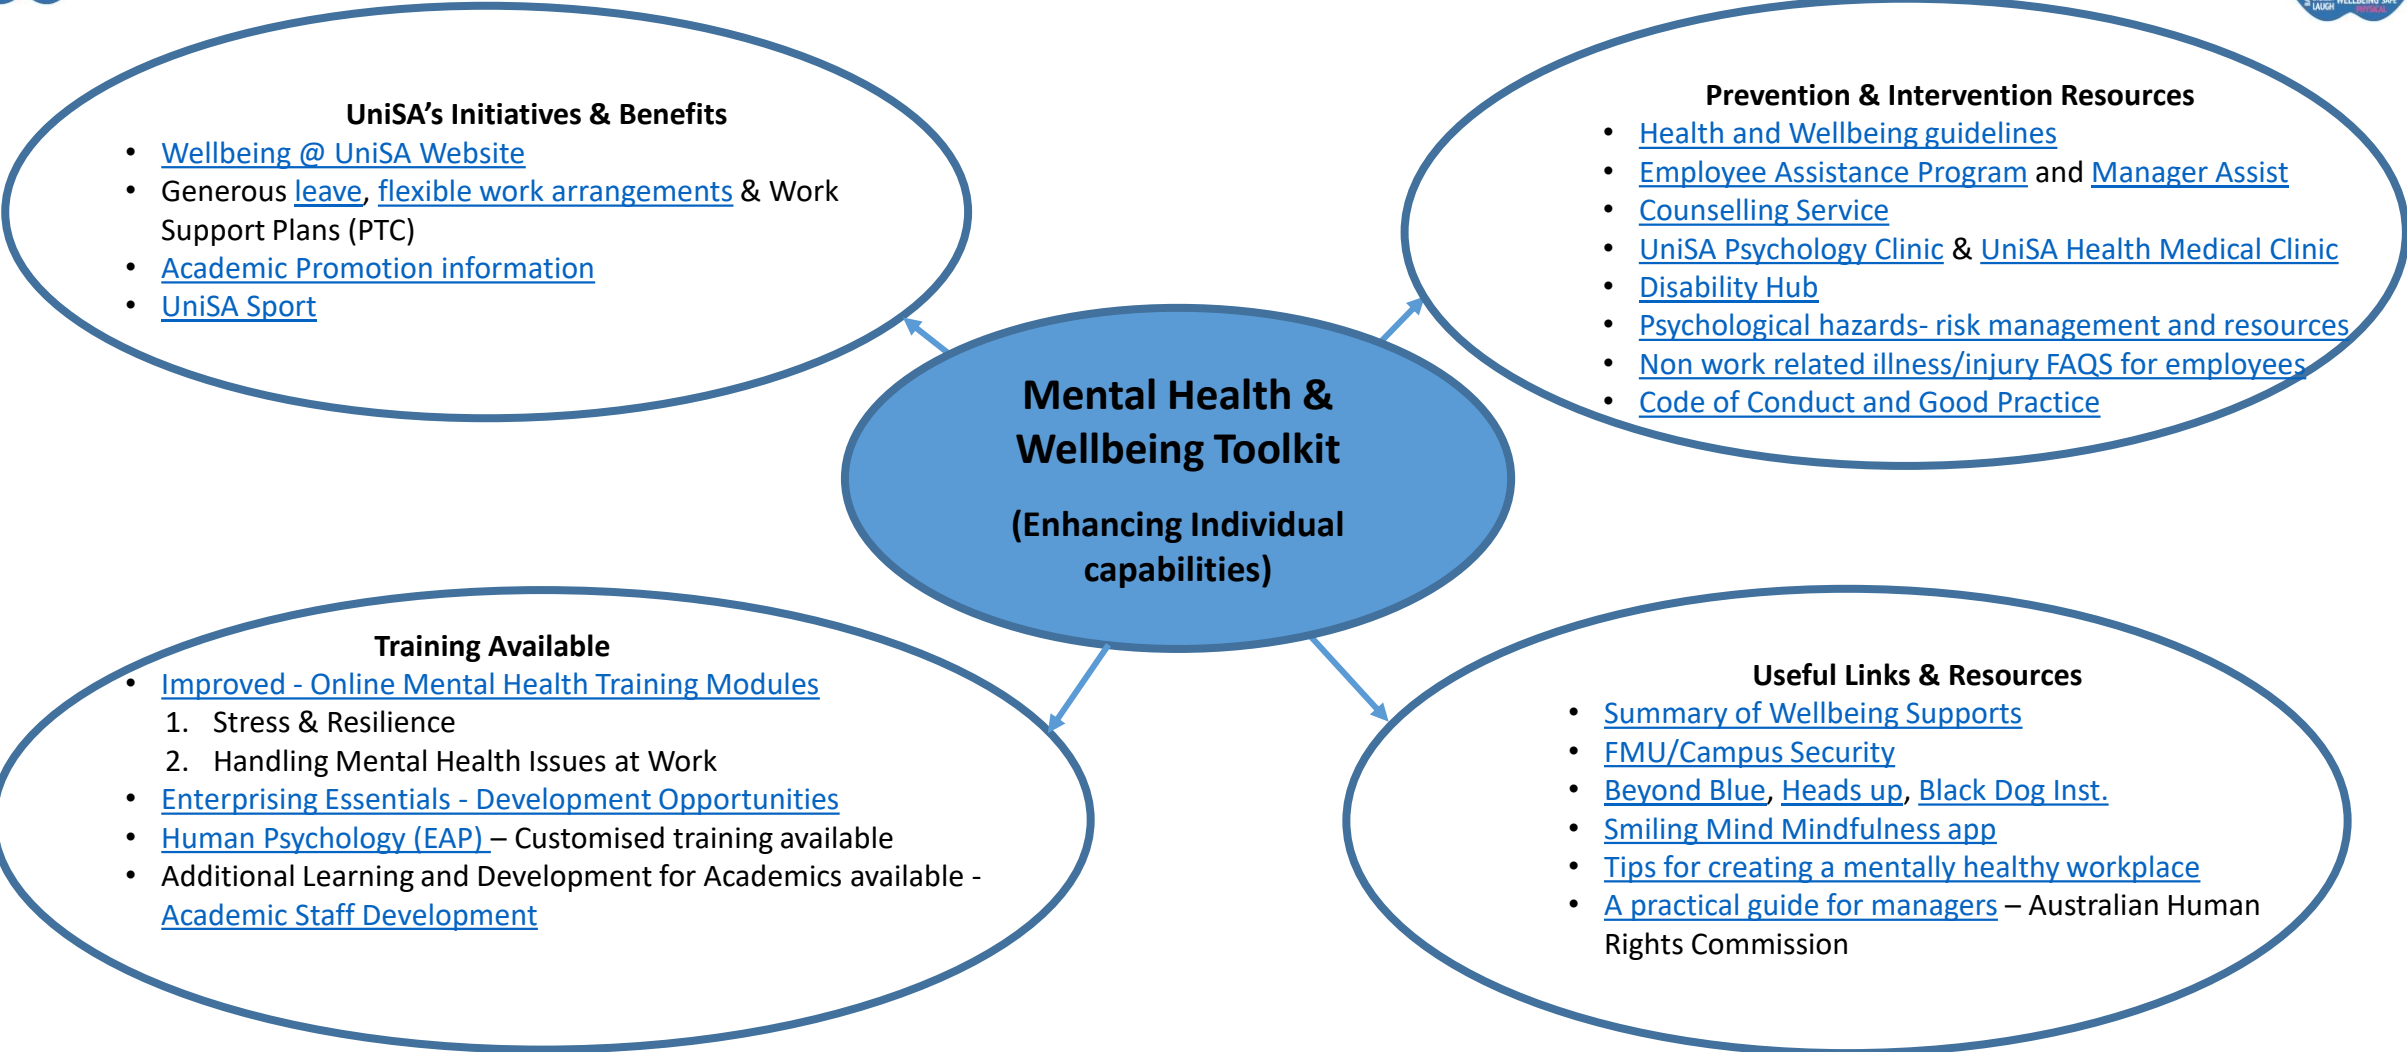 LAUGH WELLBEING SAFE
PHYSICAL
UniSA’s Initiatives & Benefits
• Wellbeing @ UniSA Website
• Generous leave, flexible work arrangements & Work
Support Plans (PTC)
• Academic Promotion information
• UniSA Sport
Prevention & Intervention Resources
• Health and Wellbeing guidelines
• Employee Assistance Program and Manager Assist
• Counselling Service
• UniSA Psychology Clinic & UniSA Health Medical Clinic
• Disability Hub
• Psychological hazards- risk management and resources
• Non work related illness/injury FAQS for employees
• Code of Conduct and Good Practice
Mental Health &
Wellbeing Toolkit
(Enhancing Individual
capabilities)
Training Available
• Improved - Online Mental Health Training Modules
1. Stress & Resilience
2. Handling Mental Health Issues at Work
• Enterprising Essentials - Development Opportunities
• Human Psychology (EAP) – Customised training available
• Additional Learning and Development for Academics available -
Academic Staff Development
Useful Links & Resources
• Summary of Wellbeing Supports
• FMU/Campus Security
• Beyond Blue, Heads up, Black Dog Inst.
• Smiling Mind Mindfulness app
• Tips for creating a mentally healthy workplace
• A practical guide for managers – Australian Human
Rights Commission